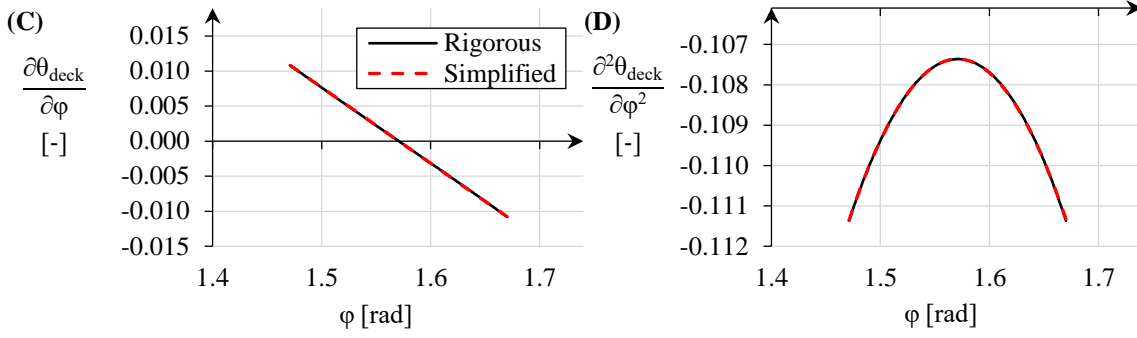 (C)
∂θdeck
∂φ
[-]
0.015
0.010
0.005
0.000
-0.005
-0.010
-0.015
1.4
1.5
1.6
1.7
φ [rad]
Rigorous
Simplified
(D)
∂²θdeck
∂φ²
[-]
-0.107
-0.108
-0.109
-0.110
-0.111
-0.112
1.4
1.5
1.6
1.7
φ [rad]